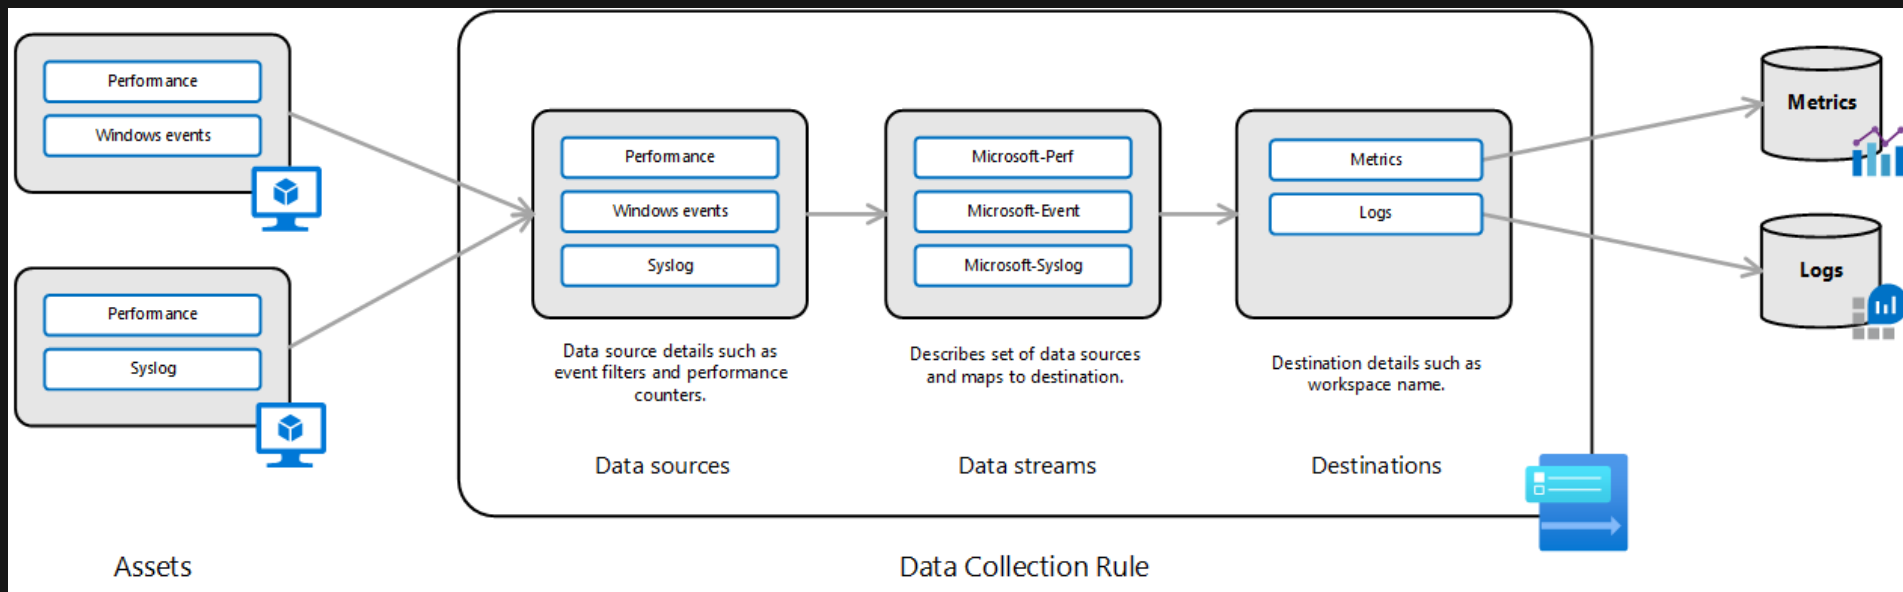 Performance
Windows events
Performance
Syslog
Assets
Performance
Windows events
Syslog
Data source details such as
event filters and performance
counters.
Data sources
Microsoft-Perf
Microsoft-Event
Microsoft-Syslog
Describes set of data sources
and maps to destination.
Data streams
Metrics
Logs
Destination details such as
workspace name.
Destinations
Data Collection Rule
Metrics
Logs